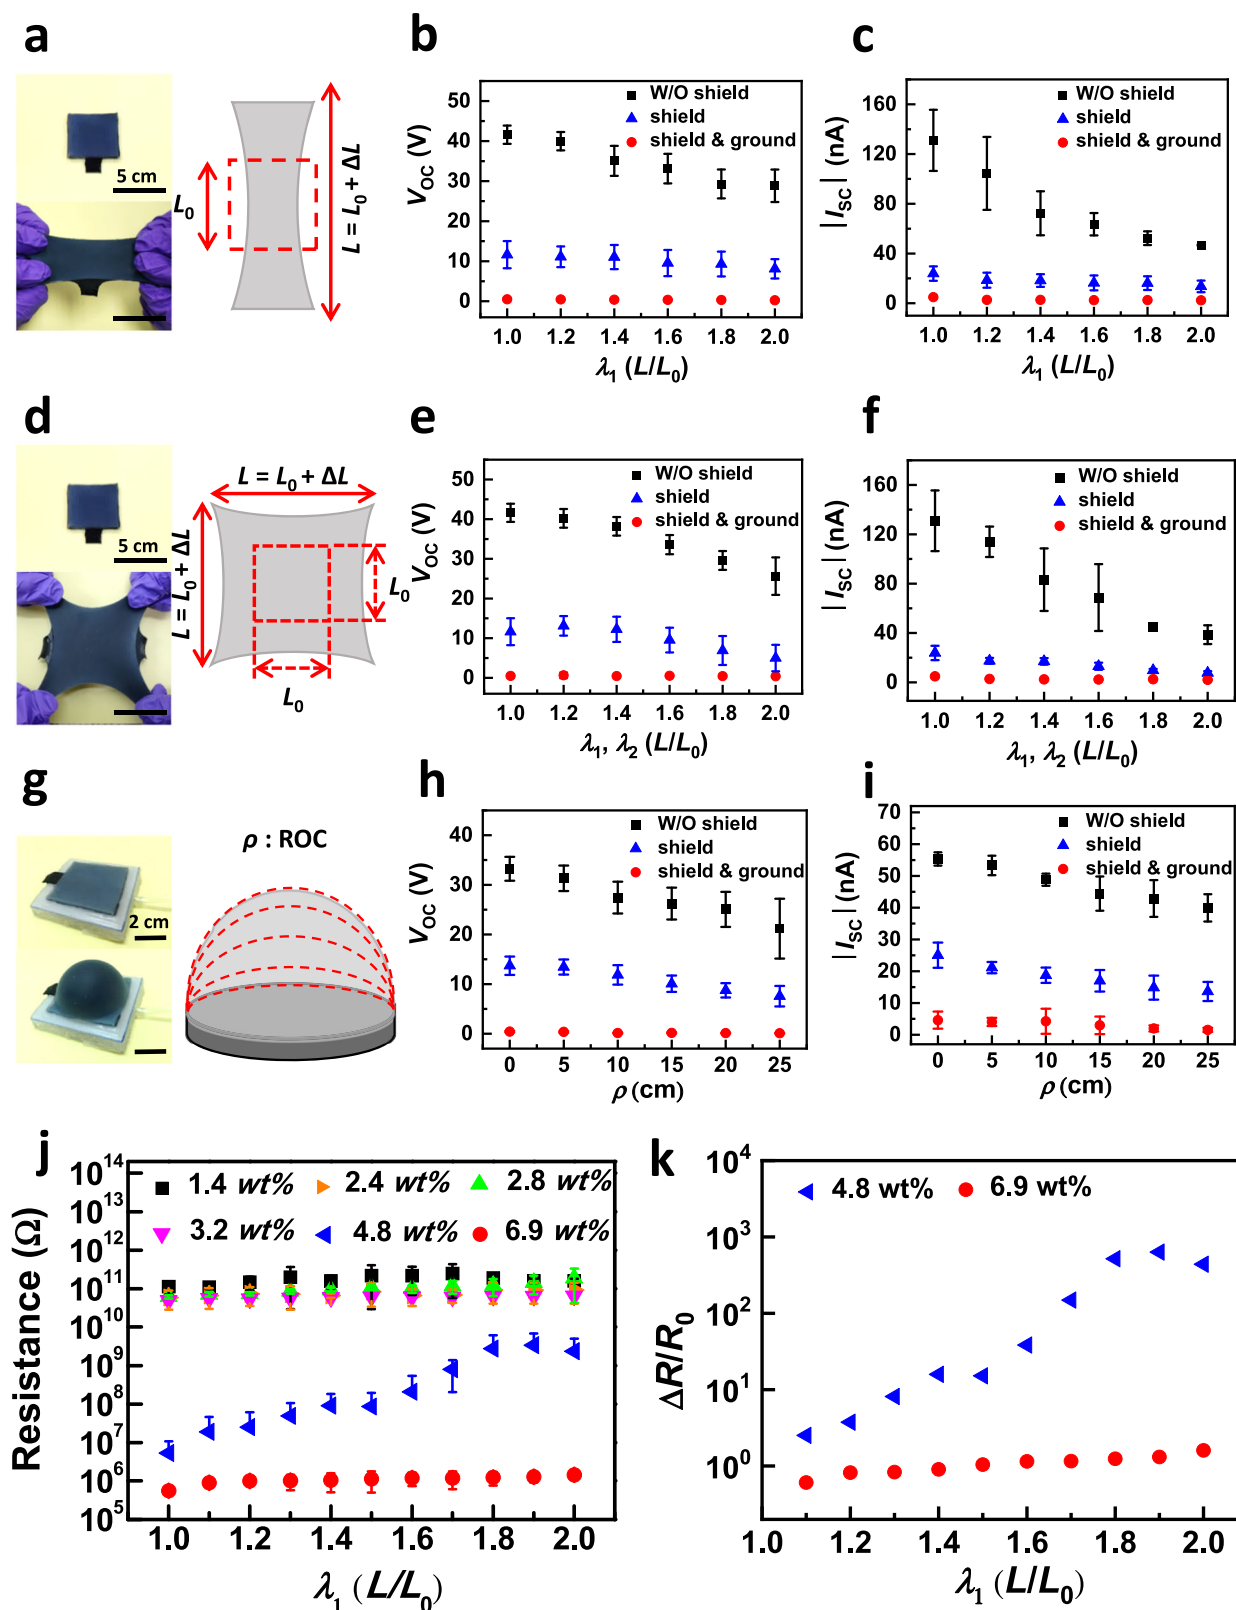 a
5 cm
L0
L = L0 + ΔL
b
50
40
30
20
10
0
VOC (V)
W/O shield
shield
shield & ground
1.0 1.2 1.4 1.6 1.8 2.0
λ1 (L/L0)
c
160
120
80
40
0
|ISC| (nA)
W/O shield
shield
shield & ground
1.0 1.2 1.4 1.6 1.8 2.0
λ1 (L/L0)
d
5 cm
L = L0 + ΔL
L = L0 + ΔL
L0
L0
e
50
40
30
20
10
0
VOC (V)
W/O shield
shield
shield & ground
1.0 1.2 1.4 1.6 1.8 2.0
λ1, λ2 (L/L0)
f
160
120
80
40
0
|ISC| (nA)
W/O shield
shield
shield & ground
1.0 1.2 1.4 1.6 1.8 2.0
λ1, λ2 (L/L0)
g
2 cm
ρ : ROC
h
40
30
20
10
0
VOC (V)
W/O shield
shield
shield & ground
0 5 10 15 20 25
ρ (cm)
i
70
60
50
40
30
20
10
0
|ISC| (nA)
W/O shield
shield
shield & ground
0 5 10 15 20 25
ρ (cm)
j
10^14
10^13
10^12
10^11
10^10
10^9
10^8
10^7
10^6
10^5
Resistance (Ω)
1.4 wt% 2.4 wt% 2.8 wt%
3.2 wt% 4.8 wt% 6.9 wt%
1.0 1.2 1.4 1.6 1.8 2.0
λ1 (L/L0)
k
10^4
10^3
10^2
10^1
10^0
ΔR/R0
4.8 wt% 6.9 wt%
1.0 1.2 1.4 1.6 1.8 2.0
λ1 (L/L0)